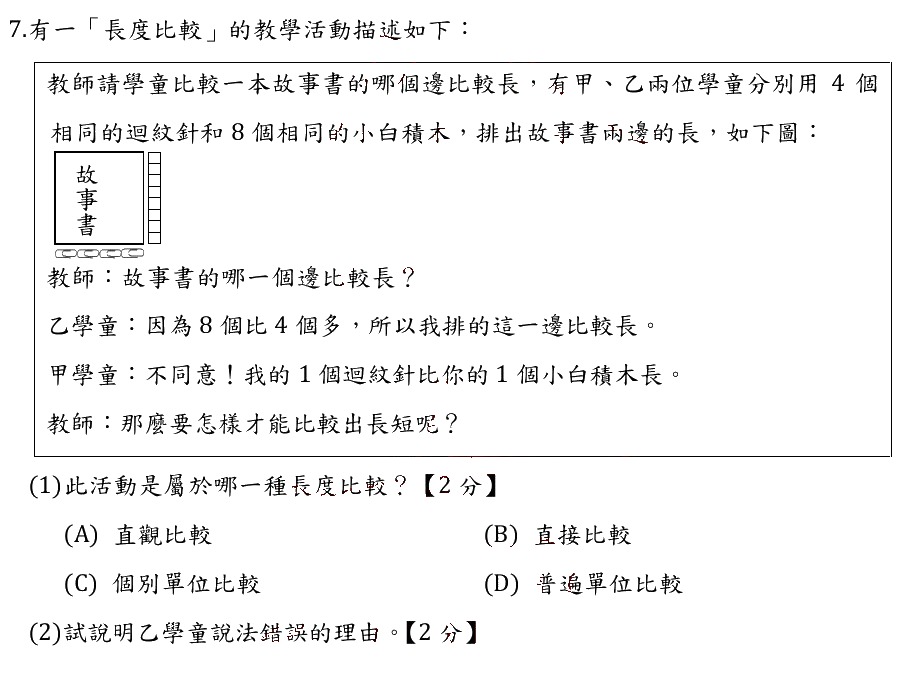 7.有一「長度比較」的教學活動描述如下：
教師請學童比較一本故事書的哪個邊比較長，有甲、乙兩位學童分別用 4 個
相同的迴紋針和 8 個相同的小白積木，排出故事書兩邊的長，如下圖：
故
事
書
教師：故事書的哪一個邊比較長？
乙學童：因為 8 個比 4 個多，所以我排的這一邊比較長。
甲學童：不同意！我的 1 個迴紋針比你的 1 個小白積木長。
教師：那麼要怎樣才能比較出長短呢？
(1)此活動是屬於哪一種長度比較？【2 分】
(A) 直觀比較 (B) 直接比較
(C) 個別單位比較 (D) 普遍單位比較
(2)試說明乙學童說法錯誤的理由。【2 分】